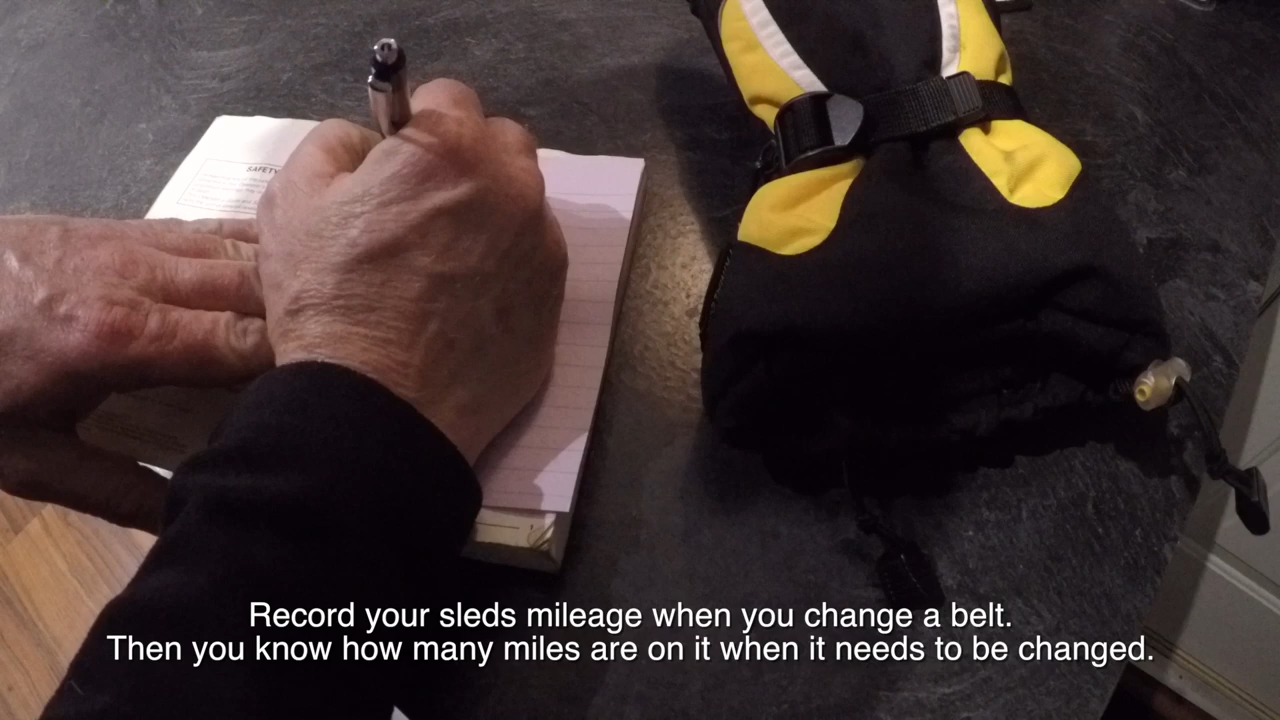 SAFETY
Record your sleds mileage when you change a belt.
Then you know how many miles are on it when it needs to be changed.